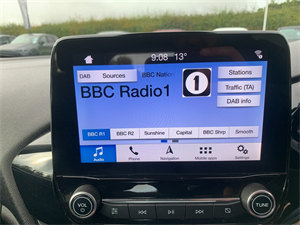 9:08 13°
DAB Sources BBC Nation Stations
BBC Radio1 1 Traffic (TA)
DAB info
BBC R1 BBC R2 Sunshine Capital BBC Shrp Smooth
Audio Phone Navigation Mobile apps Settings
VOL TUNE